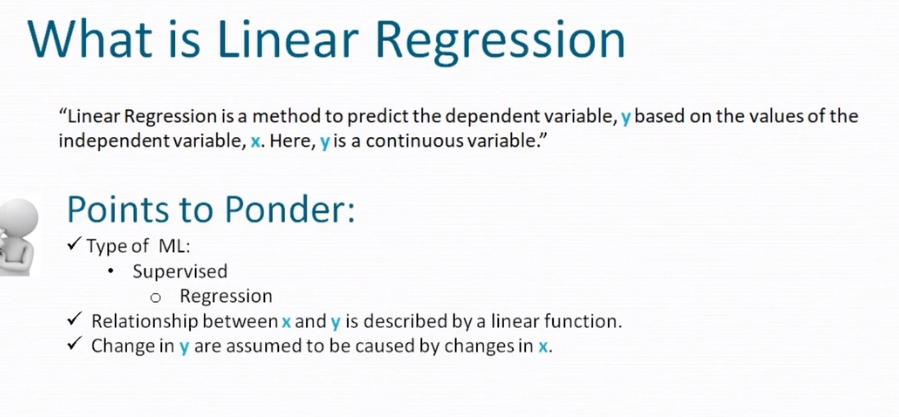 What is Linear Regression
“Linear Regression is a method to predict the dependent variable, y based on the values of the
independent variable, x. Here, y is a continuous variable.”
Points to Ponder:
✓ Type of ML:
• Supervised
o Regression
✓ Relationship between x and y is described by a linear function.
✓ Change in y are assumed to be caused by changes in x.